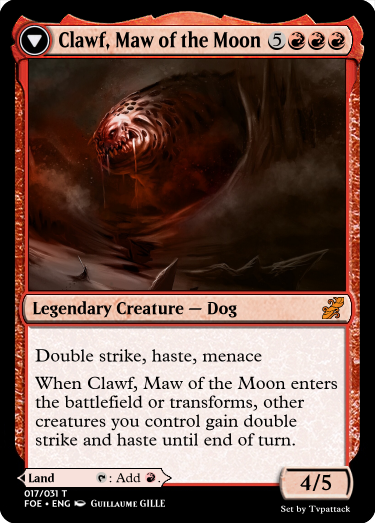 Clawf, Maw of the Moon 5
Legendary Creature — Dog
Double strike, haste, menace
When Clawf, Maw of the Moon enters
the battlefield or transforms, other
creatures you control gain double
strike and haste until end of turn.
Land : Add .
4/5
017/031 T
FOE • ENG Guillaume GILLE
Set by Tvpattack